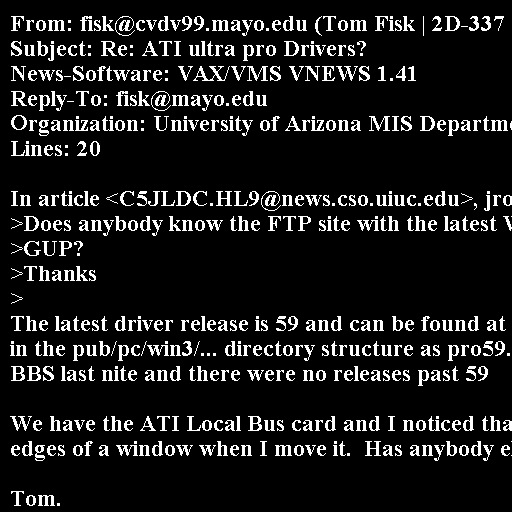 From: fisk@cvdv99.mayo.edu (Tom Fisk | 2D-337
Subject: Re: ATI ultra pro Drivers?
News-Software: VAX/VMS VNEWS 1.41
Reply-To: fisk@mayo.edu
Organization: University of Arizona MIS Departme
Lines: 20

In article <C5JLDC.HL9@news.cso.uiuc.edu>, jro
>Does anybody know the FTP site with the latest
>GUP?
>Thanks
>
The latest driver release is 59 and can be found at
in the pub/pc/win3/... directory structure as pro59.
BBS last nite and there were no releases past 59

We have the ATI Local Bus card and I noticed tha
edges of a window when I move it.  Has anybody e

Tom.